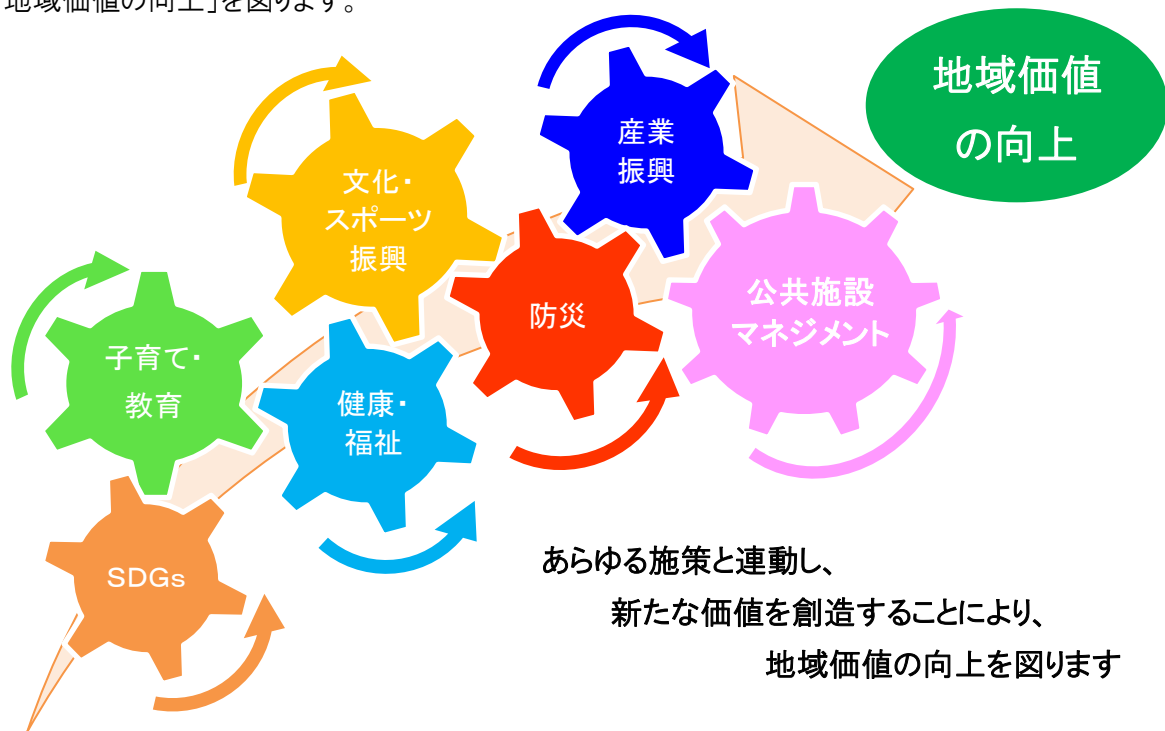 地域価値の向上」を図ります。
地域価値
の向上
産業
振興
文化・
スポーツ
振興
防災
公共施設
マネジメント
子育て・
教育
健康・
福祉
SDGs
あらゆる施策と連動し、
新たな価値を創造することにより、
地域価値の向上を図ります